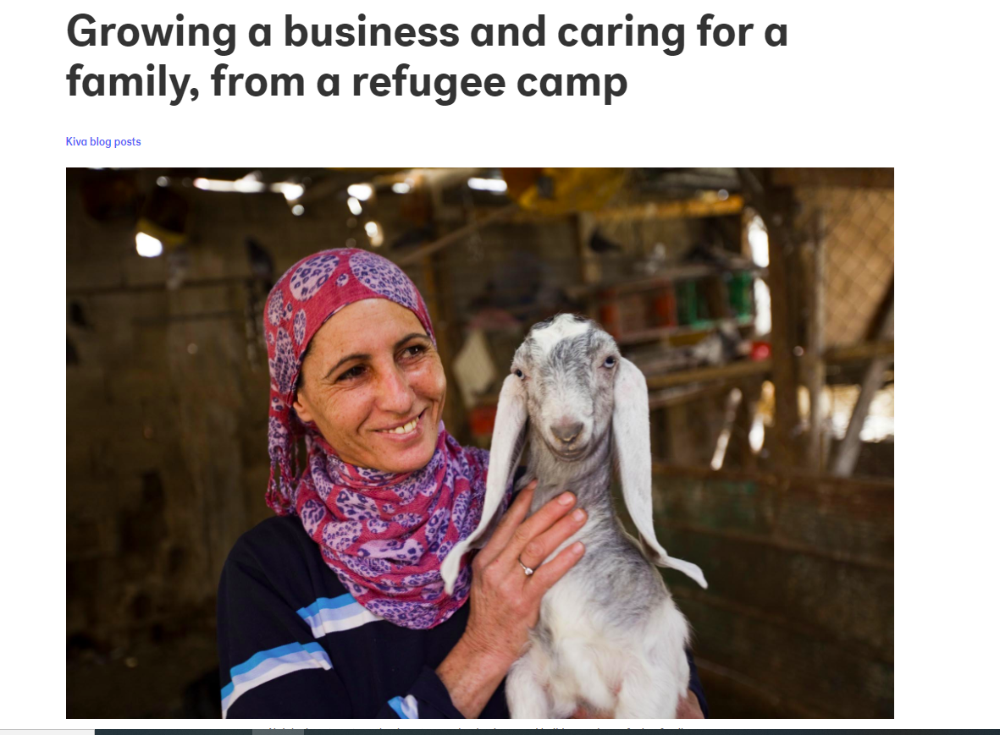 Growing a business and caring for a
family, from a refugee camp
Kiva blog posts